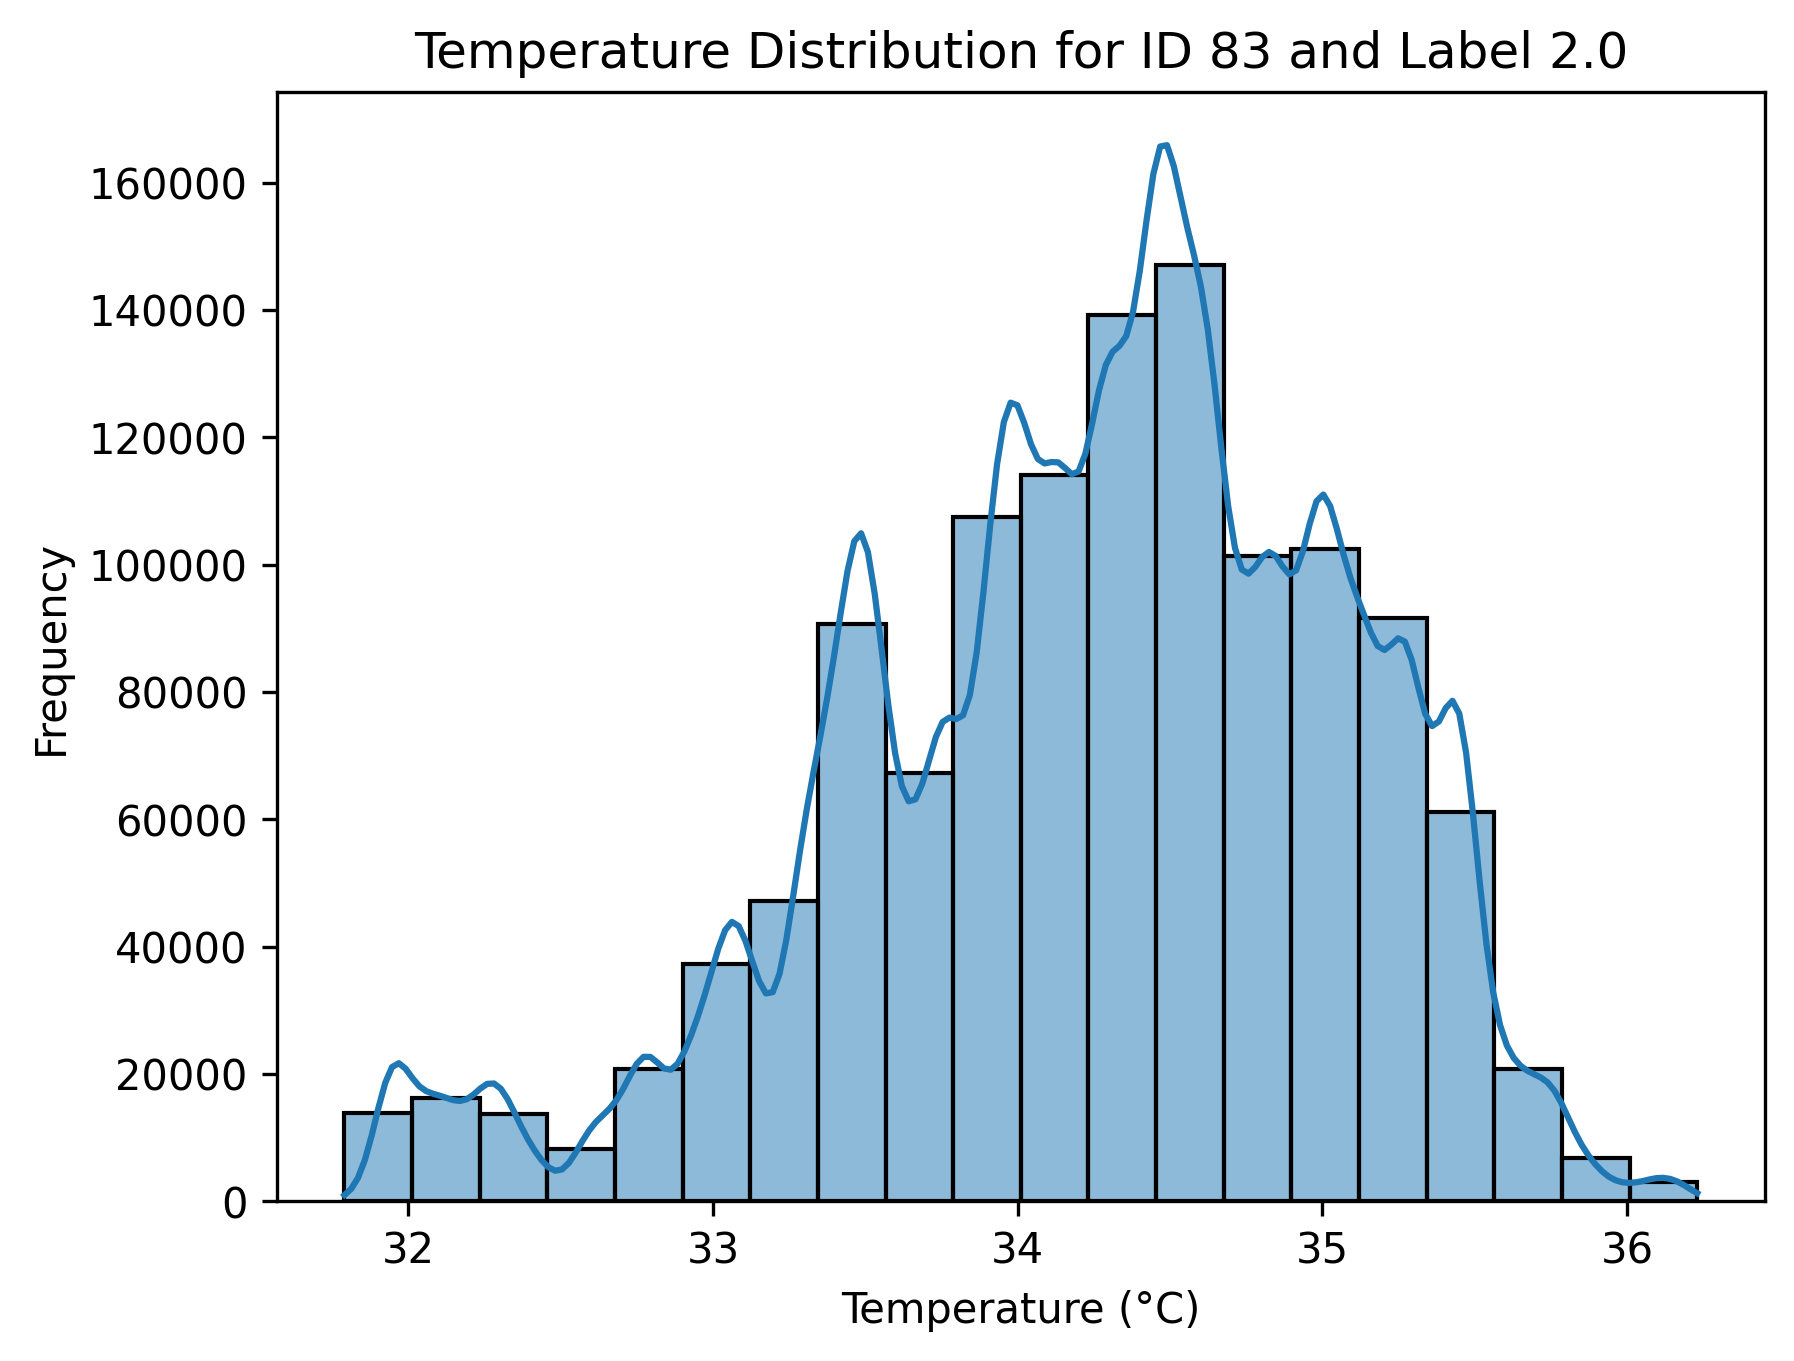 Temperature Distribution for ID 83 and Label 2.0
160000
140000
120000
100000
80000
60000
40000
20000
0
Frequency
32 33 34 35 36
Temperature (°C)